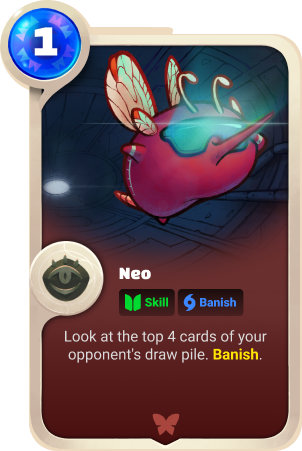 1
Neo
Skill Banish
Look at the top 4 cards of your
opponent's draw pile. Banish.